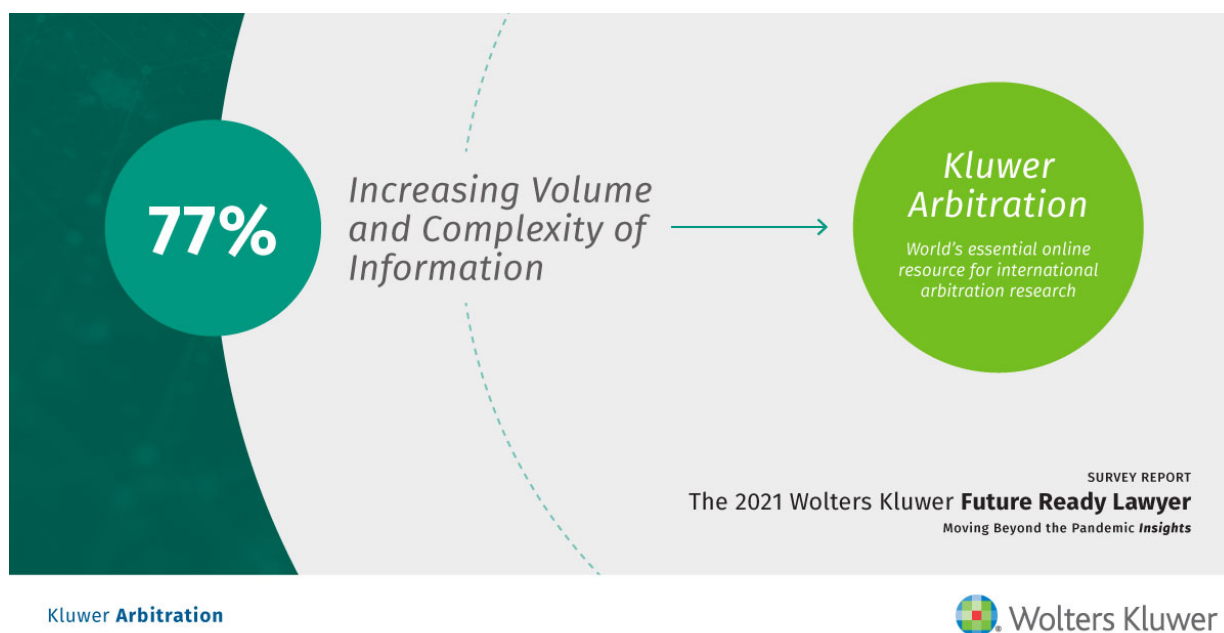 77%
Increasing Volume
and Complexity of
Information
Kluwer
Arbitration
World's essential online
resource for international
arbitration research
SURVEY REPORT
The 2021 Wolters Kluwer Future Ready Lawyer
Moving Beyond the Pandemic Insights
Kluwer Arbitration
Wolters Kluwer